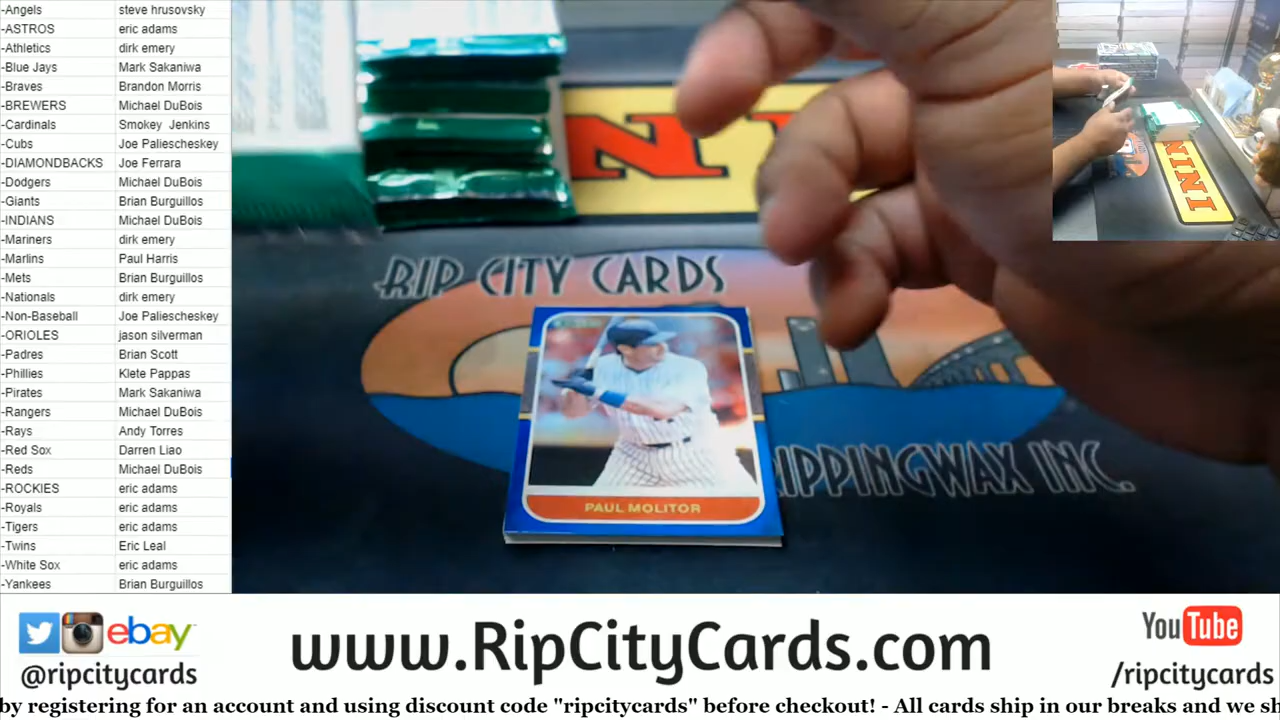 -Angels steve hrusovsky
-ASTROS eric adams
-Athletics dirk emery
-Blue Jays Mark Sakaniwa
-Braves Brandon Morris
-BREWERS Michael DuBois
-Cardinals Smokey Jenkins
-Cubs Joe Paliescheskey
-DIAMONDBACKS Joe Ferrara
-Dodgers Michael DuBois
-Giants Brian Burguillos
-INDIANS Michael DuBois
-Mariners dirk emery
-Marlins Paul Harris
-Mets Brian Burguillos
-Nationals dirk emery
-Non-Baseball Joe Paliescheskey
-ORIOLES jason silverman
-Padres Brian Scott
-Phillies Klete Pappas
-Pirates Mark Sakaniwa
-Rangers Michael DuBois
-Rays Andy Torres
-Red Sox Darren Liao
-Reds Michael DuBois
-ROCKIES eric adams
-Royals eric adams
-Tigers eric adams
-Twins Eric Leal
-White Sox eric adams
-Yankees Brian Burguillos
NINI
RIP CITY CARDS
PAUL MOLITOR
RIPPINGWAX INC.
ebay
@ripcitycards
www.RipCityCards.com
YouTube
/ripcitycards
by registering for an account and using discount code "ripcitycards" before checkout! - All cards ship in our breaks and we sh